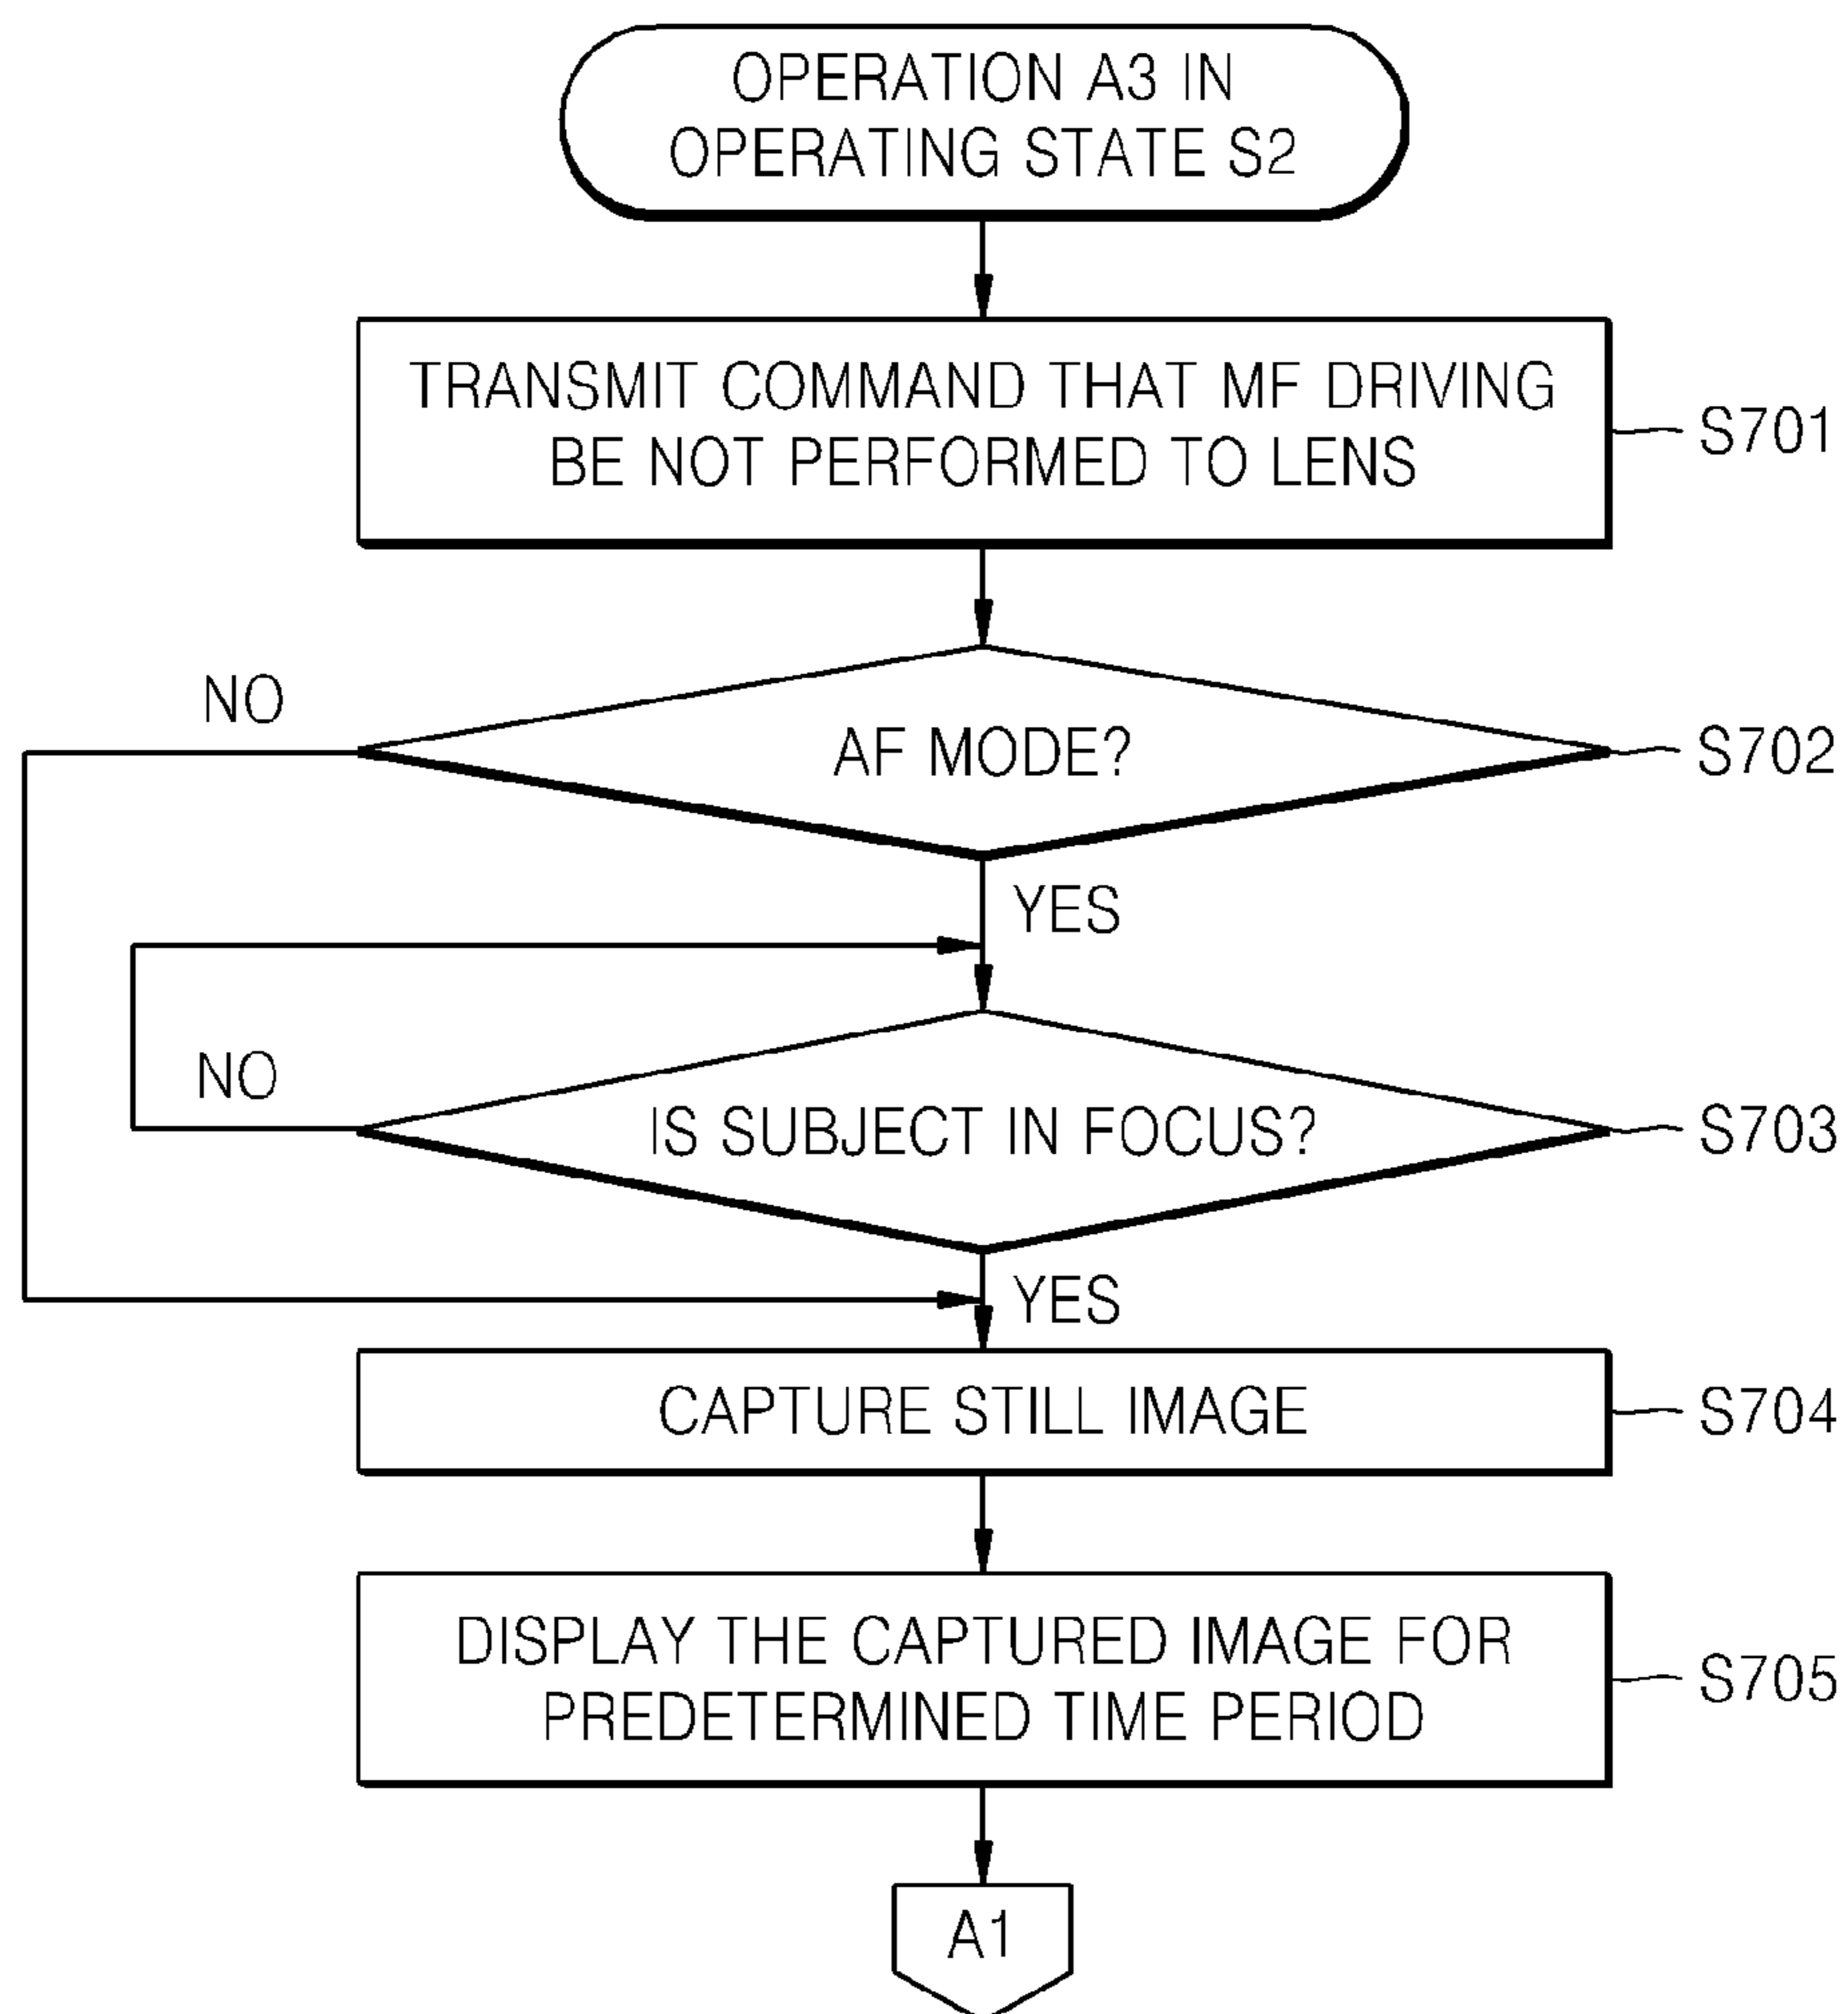 OPERATION A3 IN
OPERATING STATE S2
TRANSMIT COMMAND THAT MF DRIVING
BE NOT PERFORMED TO LENS
S701
NO
AF MODE?
S702
YES
NO
IS SUBJECT IN FOCUS?
S703
YES
CAPTURE STILL IMAGE
S704
DISPLAY THE CAPTURED IMAGE FOR
PREDETERMINED TIME PERIOD
S705
A1